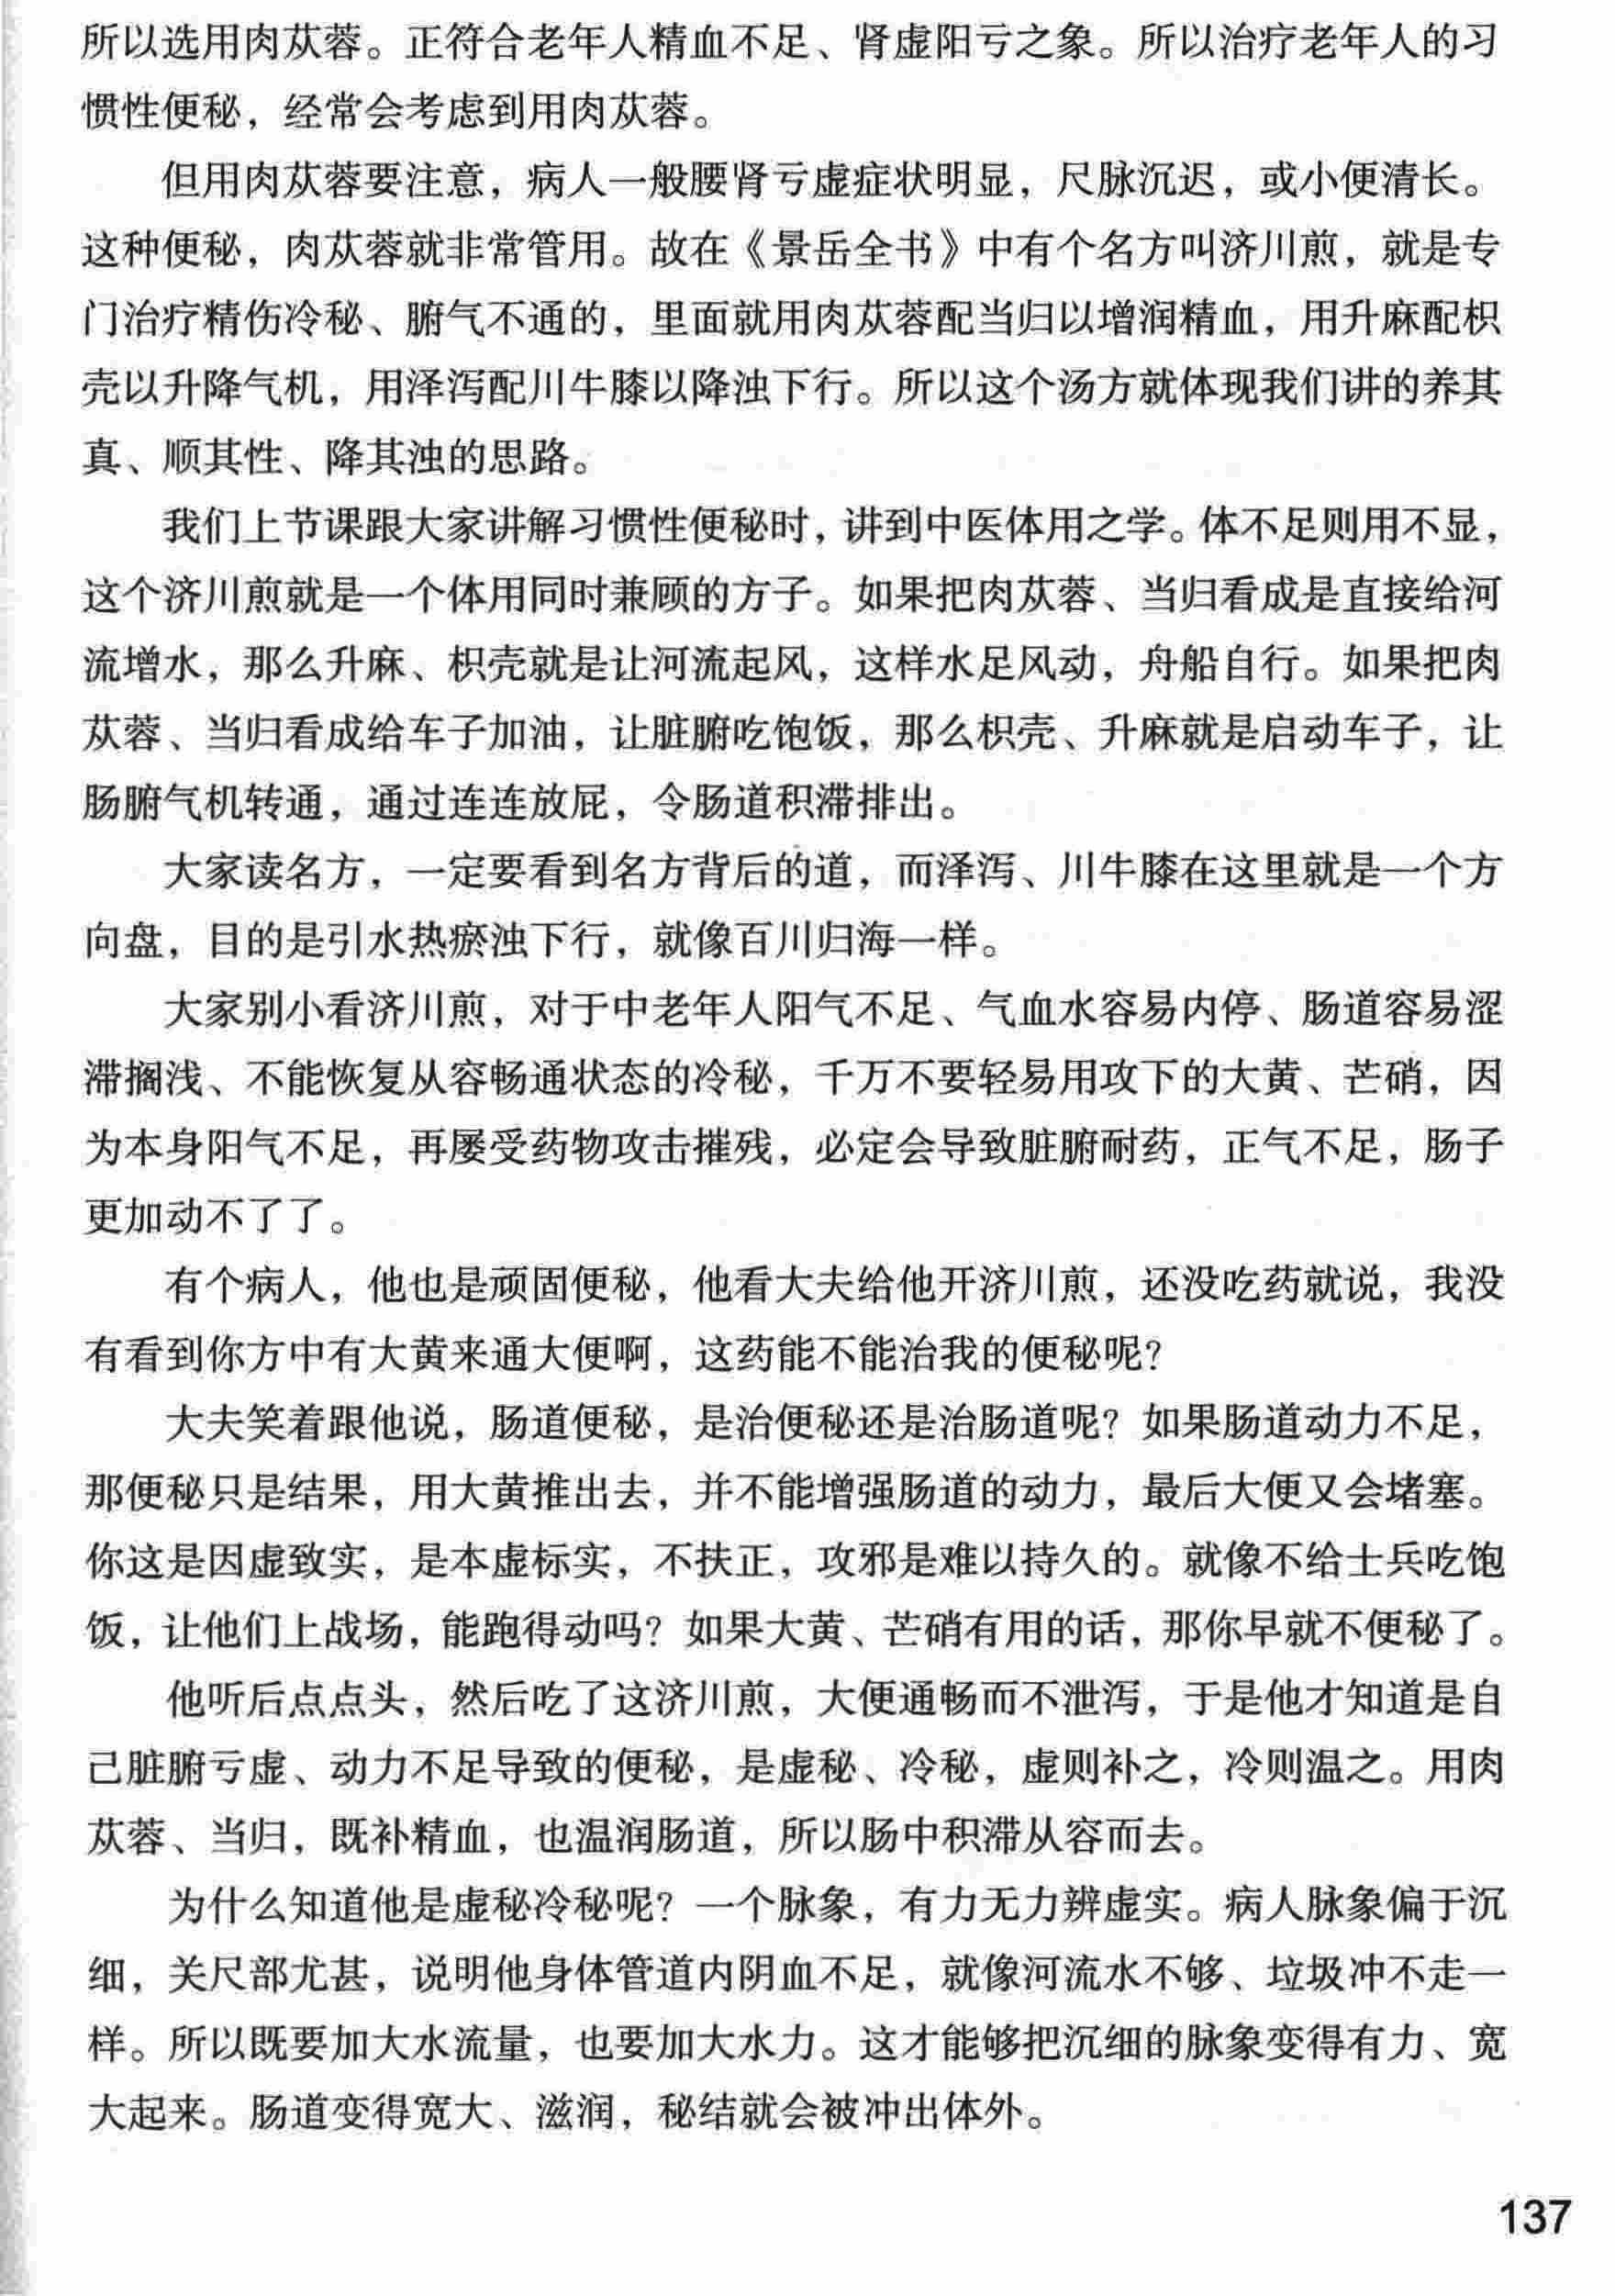 所以选用肉苁蓉。正符合老年人精血不足、肾虚阳亏之象。所以治疗老年人的习
惯性便秘，经常会考虑到用肉苁蓉。
但用肉苁蓉要注意，病人一般腰肾亏虚症状明显，尺脉沉迟，或小便清长。
这种便秘，肉苁蓉就非常管用。故在《景岳全书》中有个名方叫济川煎，就是专
门治疗精伤冷秘、腑气不通的，里面就用肉苁蓉配当归以增润精血，用升麻配枳
壳以升降气机，用泽泻配川牛膝以降浊下行。所以这个汤方就体现我们讲的养其
真、顺其性、降其浊的思路。
我们上节课跟大家讲解习惯性便秘时，讲到中医体用之学。体不足则用不显，
这个济川煎就是一个体用同时兼顾的方子。如果把肉苁蓉、当归看成是直接给河
流增水，那么升麻、枳壳就是让河流起风，这样水足风动，舟船自行。如果把肉
苁蓉、当归看成给车子加油，让脏腑吃饱饭，那么枳壳、升麻就是启动车子，让
肠腑气机转通，通过连连放屁，令肠道积滞排出。
大家读名方，一定要看到名方背后的道，而泽泻、川牛膝在这里就是一个方
向盘，目的是引水热瘀浊下行，就像百川归海一样。
大家别小看济川煎，对于中老年人阳气不足、气血水容易内停、肠道容易涩
滞搁浅、不能恢复从容畅通状态的冷秘，千万不要轻易用攻下的大黄、芒硝，因
为本身阳气不足，再屡受药物攻击摧残，必定会导致脏腑耐药，正气不足，肠子
更加动不了了。
有个病人，他也是顽固便秘，他看大夫给他开济川煎，还没吃药就说，我没
有看到你方中有大黄来通大便啊，这药能不能治我的便秘呢？
大夫笑着跟他说，肠道便秘，是治便秘还是治肠道呢？如果肠道动力不足，
那便秘只是结果，用大黄推出去，并不能增强肠道的动力，最后大便又会堵塞。
你这是因虚致实，是本虚标实，不扶正，攻邪是难以持久的。就像不给士兵吃饱
饭，让他们上战场，能跑得动吗？如果大黄、芒硝有用的话，那你早就不便秘了。
他听后点点头，然后吃了这济川煎，大便通畅而不泄泻，于是他才知道是自
己脏腑亏虚、动力不足导致的便秘，是虚秘、冷秘，虚则补之，冷则温之。用肉
苁蓉、当归，既补精血，也温润肠道，所以肠中积滞从容而去。
为什么知道他是虚秘冷秘呢？一个脉象，有力无力辨虚实。病人脉象偏于沉
细，关尺部尤甚，说明他身体管道内阴血不足，就像河流水不够、垃圾冲不走一
样。所以既要加大水流量，也要加大水力。这才能够把沉细的脉象变得有力、宽
大起来。肠道变得宽大、滋润，秘结就会被冲出体外。
137